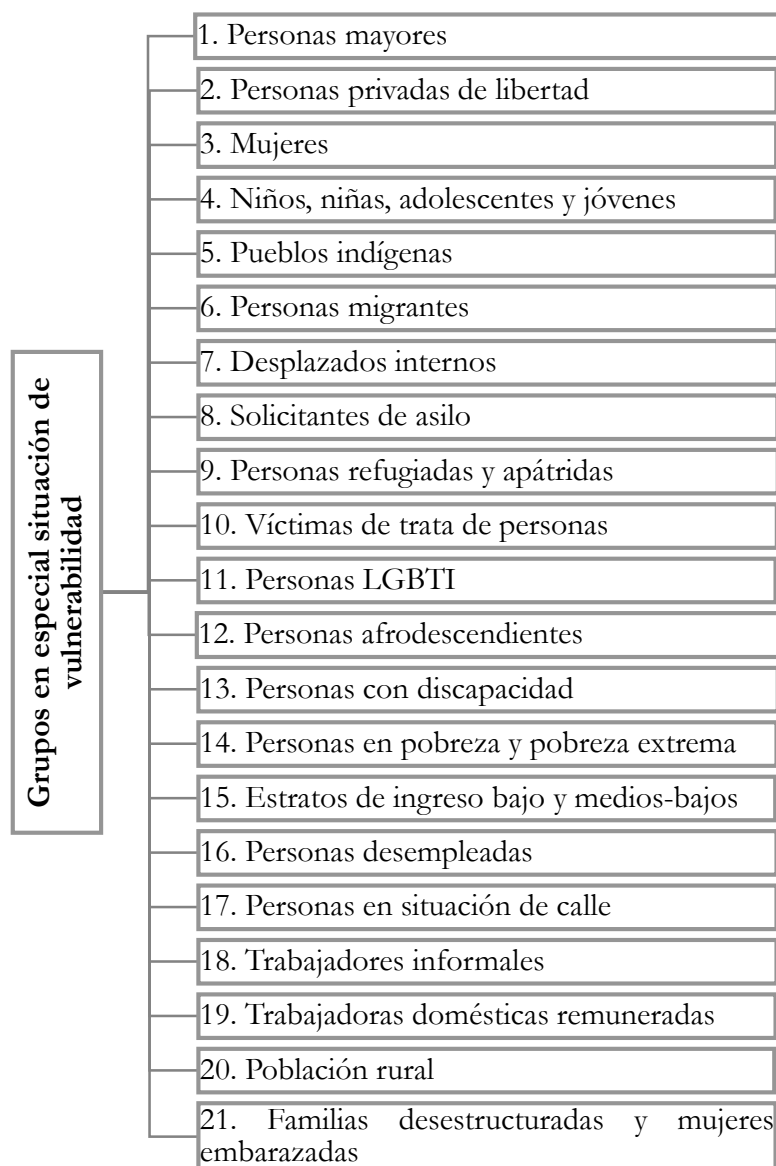 Grupos en especial situación de
vulnerabilidad
1. Personas mayores
2. Personas privadas de libertad
3. Mujeres
4. Niños, niñas, adolescentes y jóvenes
5. Pueblos indígenas
6. Personas migrantes
7. Desplazados internos
8. Solicitantes de asilo
9. Personas refugiadas y apátridas
10. Víctimas de trata de personas
11. Personas LGBTI
12. Personas afrodescendientes
13. Personas con discapacidad
14. Personas en pobreza y pobreza extrema
15. Estratos de ingreso bajo y medios-bajos
16. Personas desempleadas
17. Personas en situación de calle
18. Trabajadores informales
19. Trabajadoras domésticas remuneradas
20. Población rural
21. Familias desestructuradas y mujeres
embarazadas